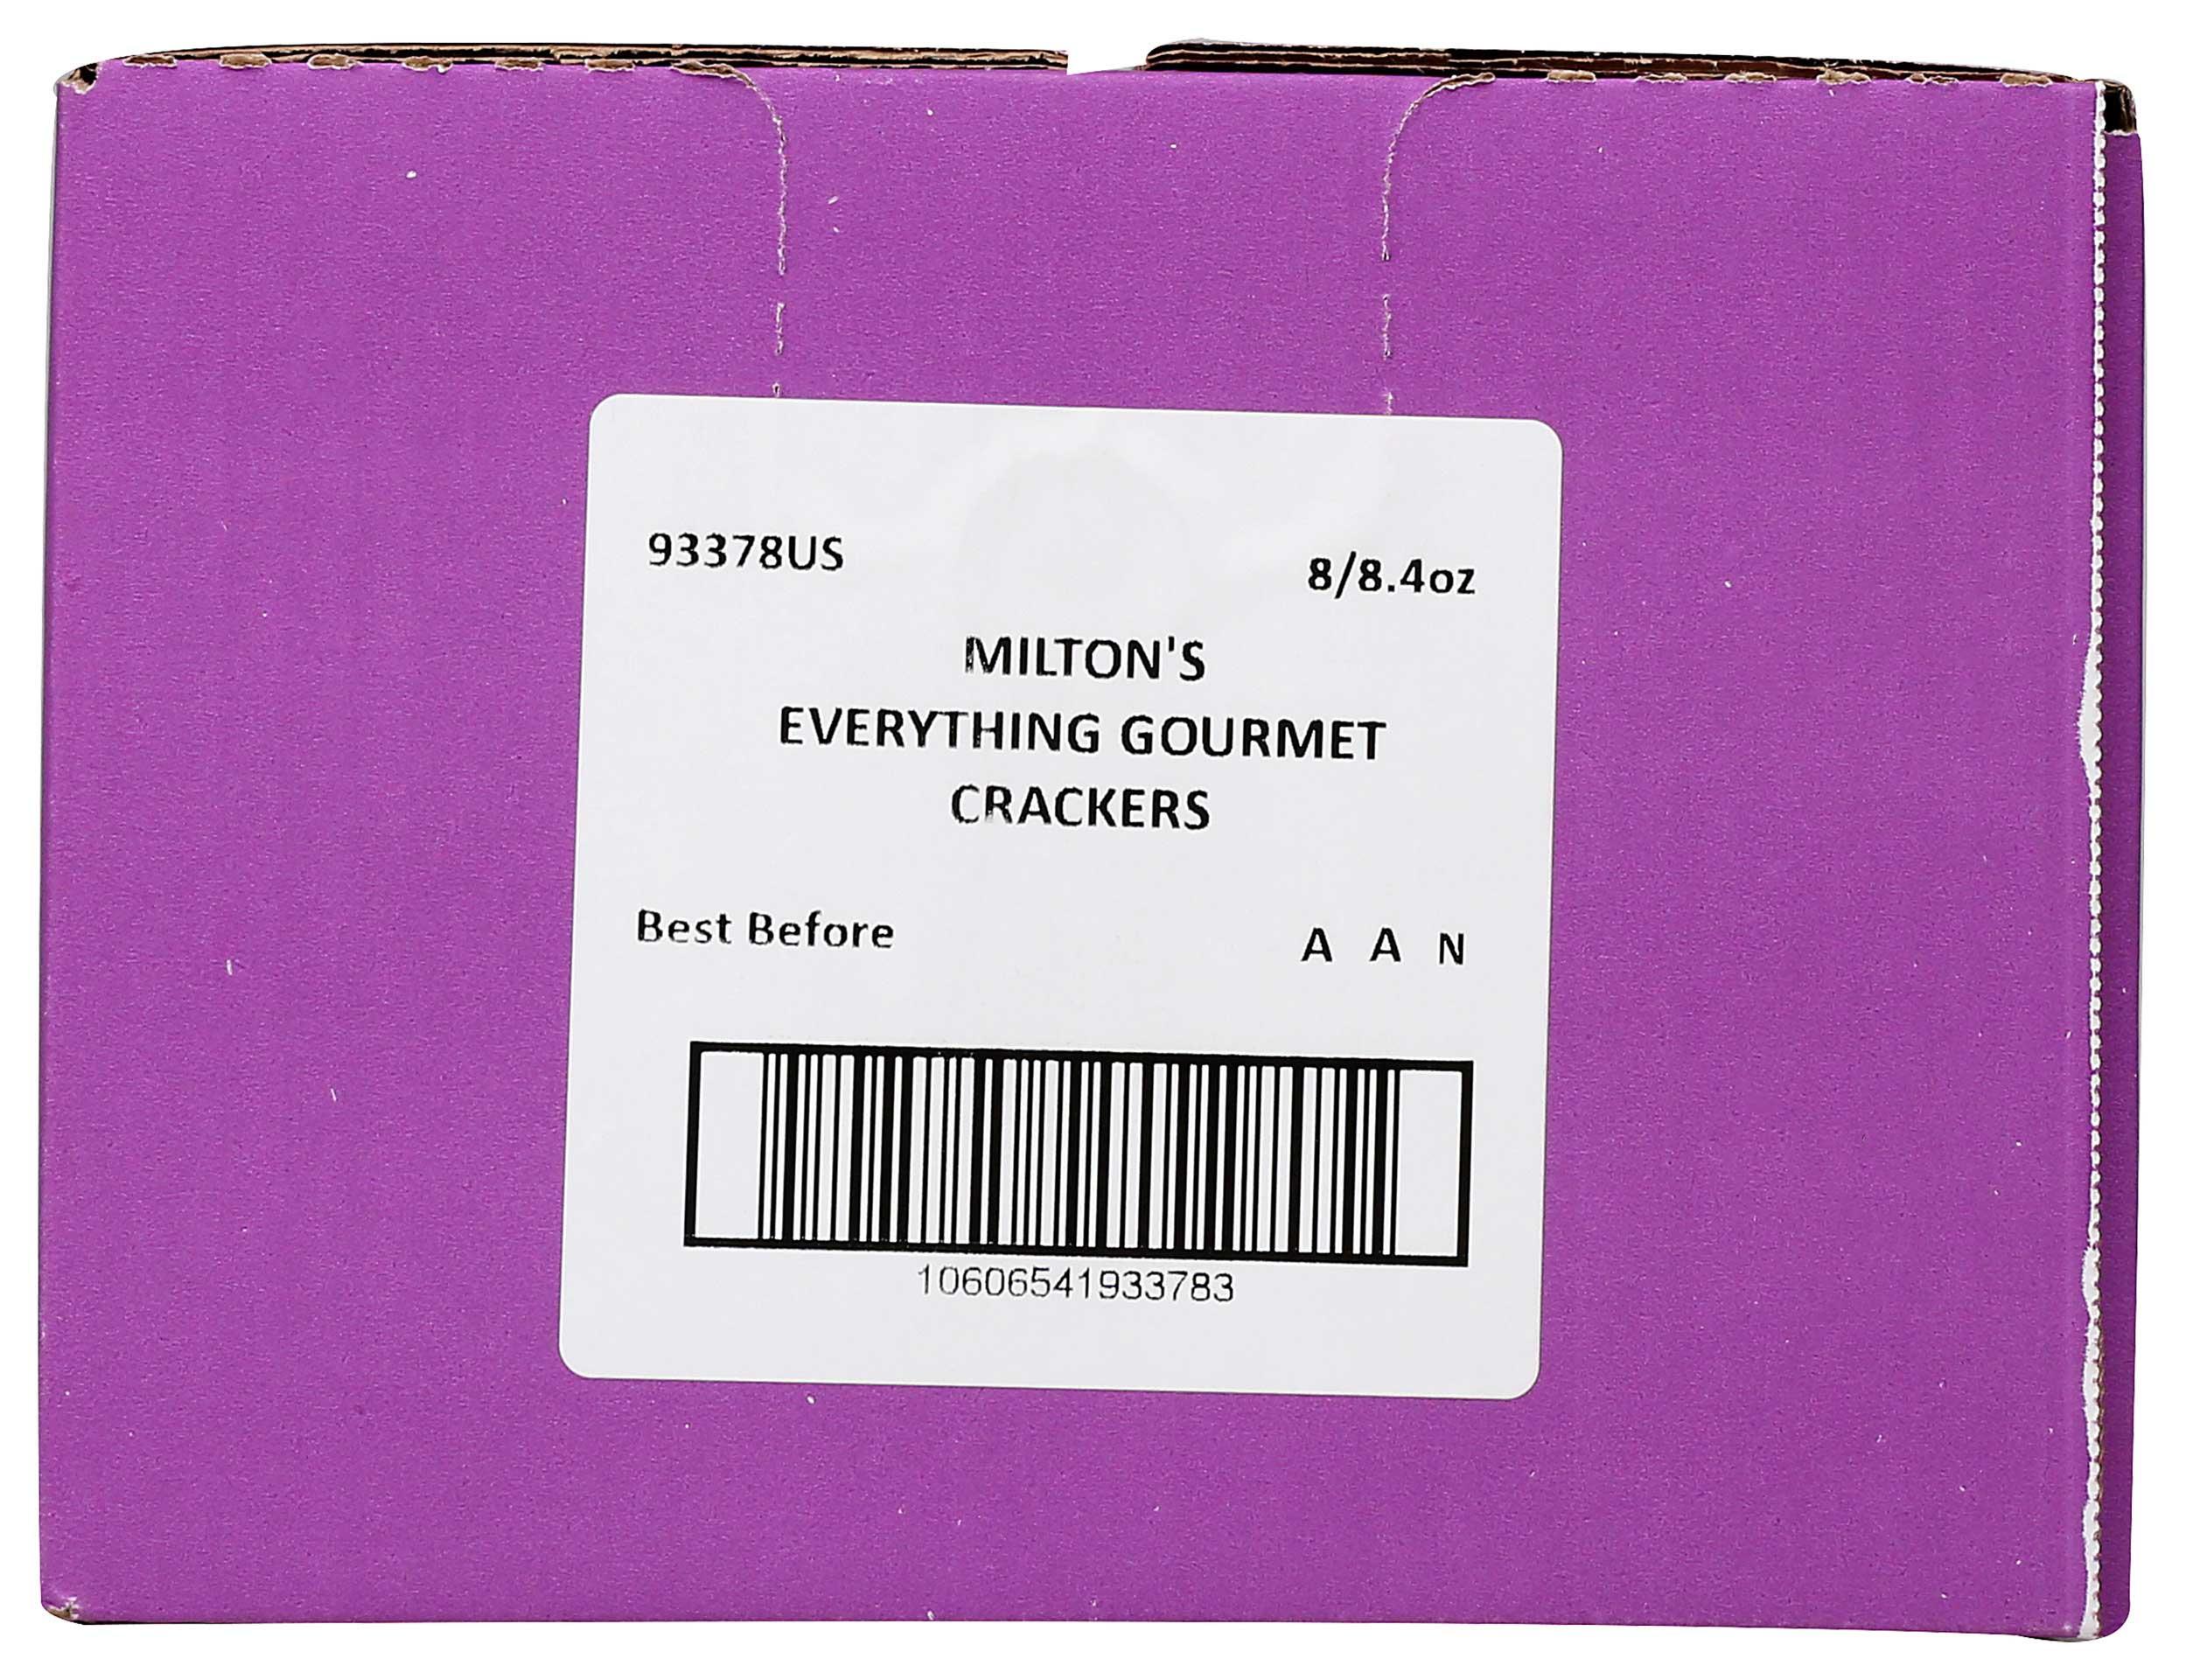 93378US 8/8.4oz
MILTON'S
EVERYTHING GOURMET
CRACKERS
Best Before A A N
10606541933783